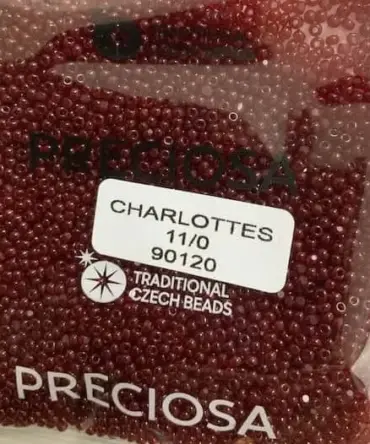 PRECIOSA
CHARLOTTES
11/0
90120
TRADITIONAL
CZECH BEADS
PRECIOSA